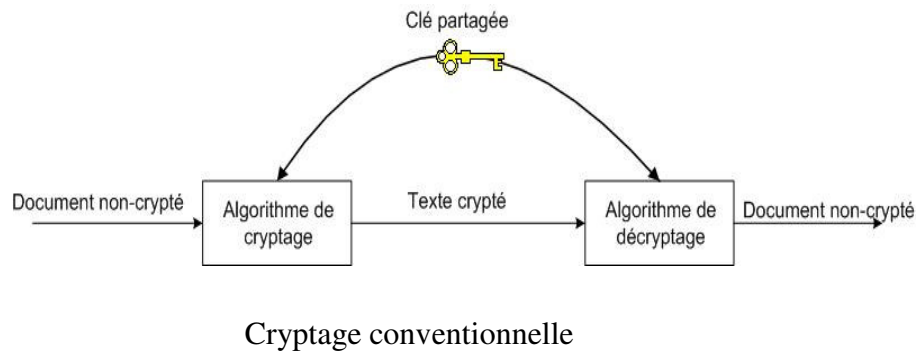 Clé partagée
Document non-crypté
Algorithme de
cryptage
Texte crypté
Algorithme de
décryptage
Document non-crypté
Cryptage conventionnelle